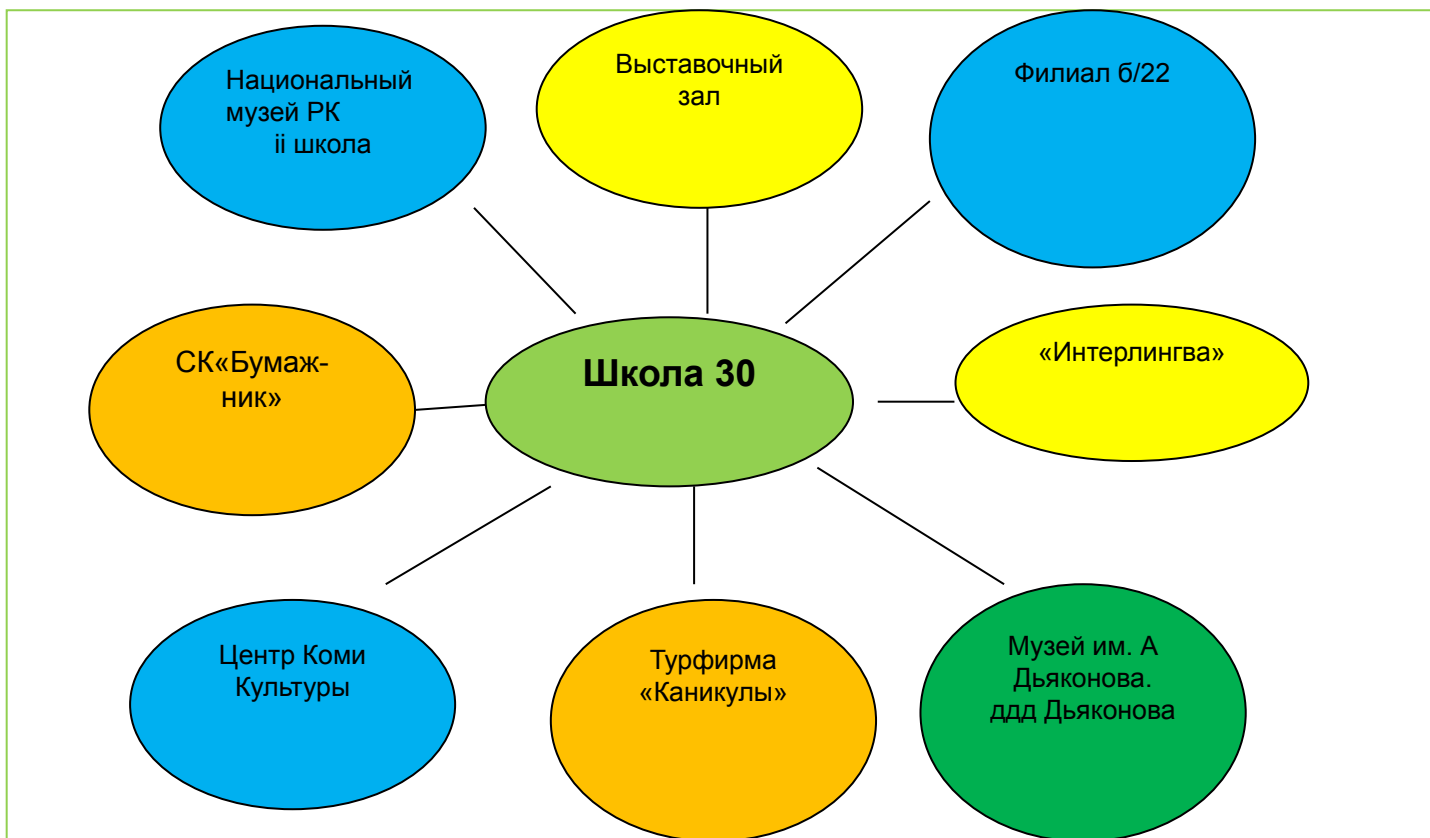 Национальный
музей РК
ii школа
Выставочный
зал
Филиал б/22
СК«Бумаж-
ник»
Школа 30
«Интерлингва»
Центр Коми
Культуры
Турфирма
«Каникулы»
Музей им. А
Дьяконова.
ддд Дьяконова